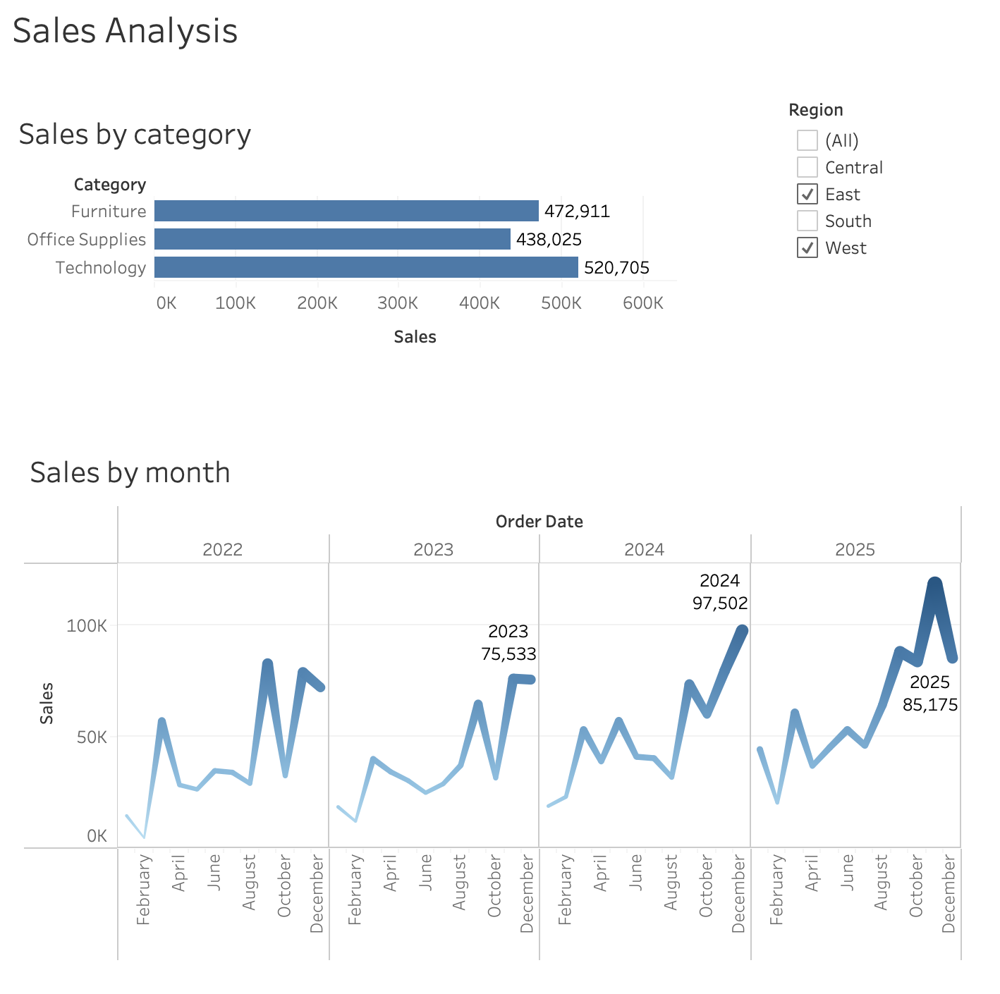 Sales Analysis
Sales by category
Category
Furniture 472,911
Office Supplies 438,025
Technology 520,705
0K 100K 200K 300K 400K 500K 600K
Sales
Region
(All)
Central
East
South
West
Sales by month
Order Date
2022 2023 2024 2025
Sales
100K
50K
0K
2023
75,533
2024
97,502
2025
85,175
February April June August October December February April June August October December February April June August October December February April June August October December